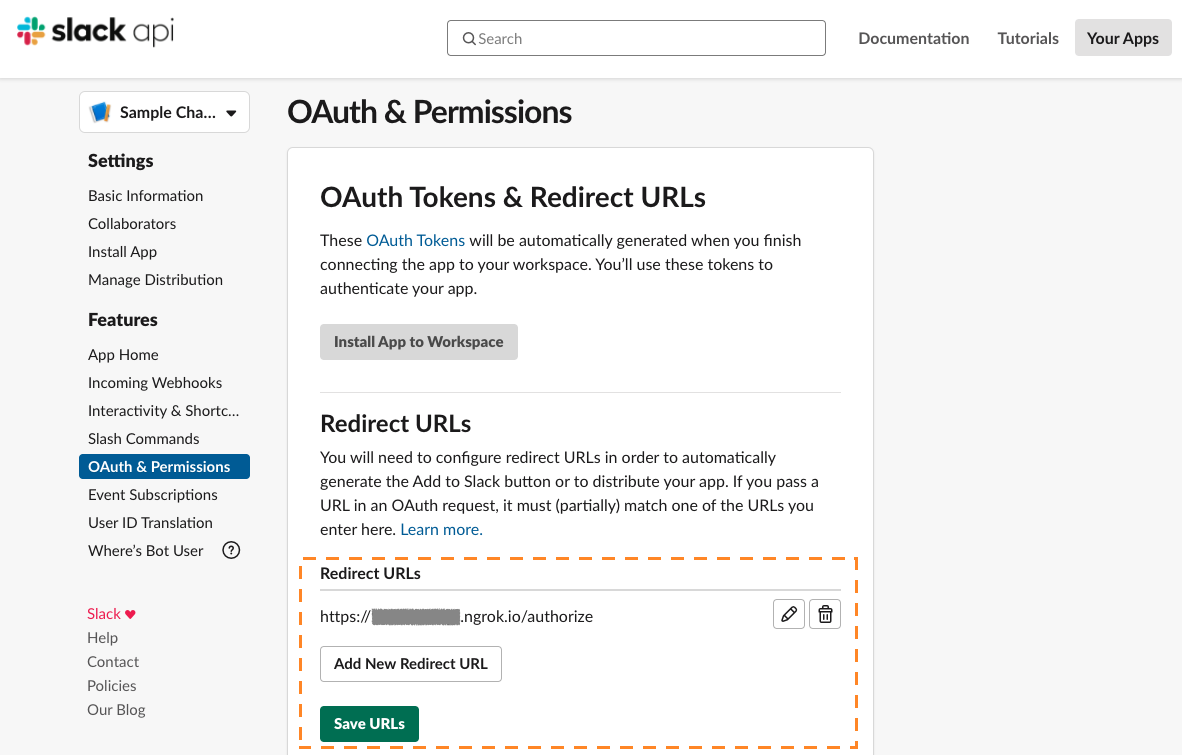 slack api
Search
Documentation
Tutorials
Your Apps
Sample Cha...
Settings
Basic Information
Collaborators
Install App
Manage Distribution
Features
App Home
Incoming Webhooks
Interactivity & Shortc...
Slash Commands
OAuth & Permissions
Event Subscriptions
User ID Translation
Where's Bot User
?
Slack ♥
Help
Contact
Policies
Our Blog
OAuth & Permissions
OAuth Tokens & Redirect URLs
These OAuth Tokens will be automatically generated when you finish
connecting the app to your workspace. You'll use these tokens to
authenticate your app.
Install App to Workspace
Redirect URLs
You will need to configure redirect URLs in order to automatically
generate the Add to Slack button or to distribute your app. If you pass a
URL in an OAuth request, it must (partially) match one of the URLs you
enter here. Learn more.
Redirect URLs
https:// .ngrok.io/authorize
Add New Redirect URL
Save URLs